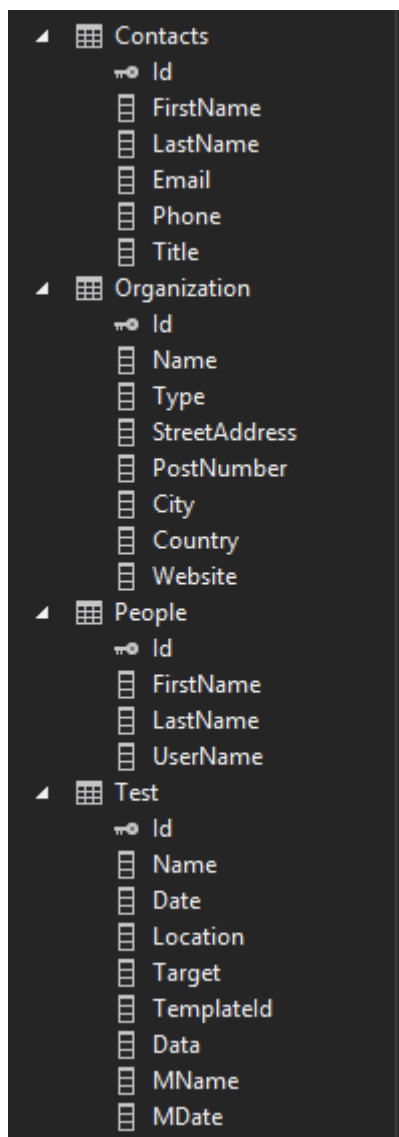 Contacts
Id
FirstName
LastName
Email
Phone
Title
Organization
Id
Name
Type
StreetAddress
PostNumber
City
Country
Website
People
Id
FirstName
LastName
UserName
Test
Id
Name
Date
Location
Target
TemplateId
Data
MName
MDate